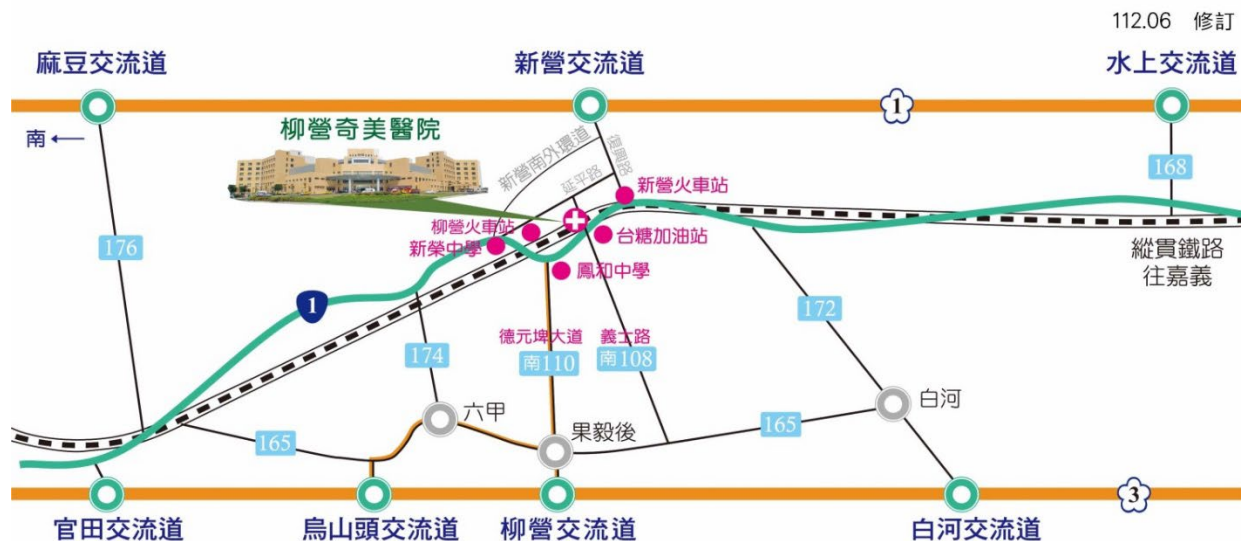 112.06 修訂
麻豆交流道
新營交流道
水上交流道
1
南←
柳營奇美醫院
新營南外環道
延平路
復興路
168
新營火車站
柳營火車站
新榮中學
台糖加油站
鳳和中學
176
縱貫鐵路
往嘉義
1
172
德元埤大道
義士路
174
南110
南108
六甲
白河
果毅後
165
165
3
官田交流道
烏山頭交流道
柳營交流道
白河交流道